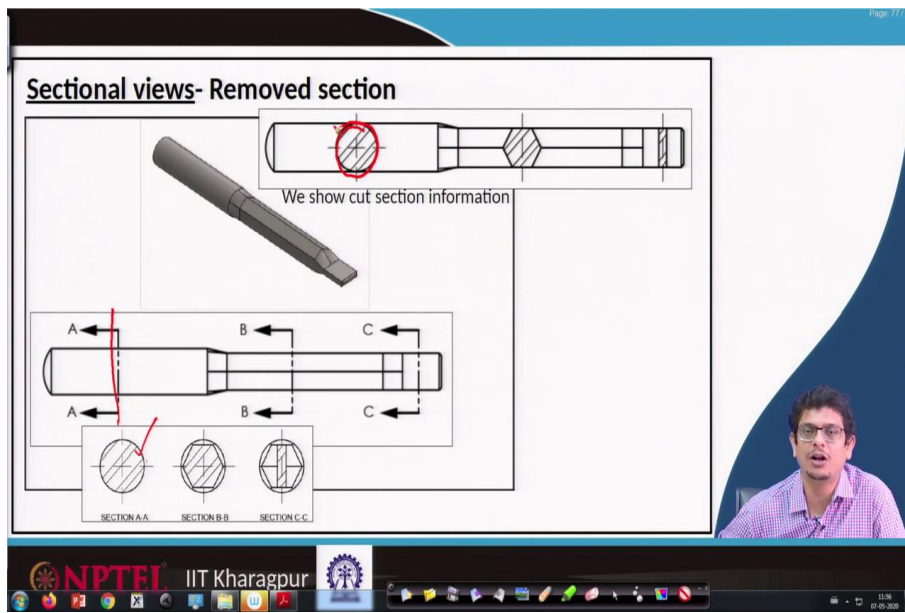 Page: 77 /
Sectional views- Removed section
We show cut section information
A B C
A B C
SECTION A-A SECTION B-B SECTION C-C
NPTEL IIT Kharagpur
11:56
07-05-2020